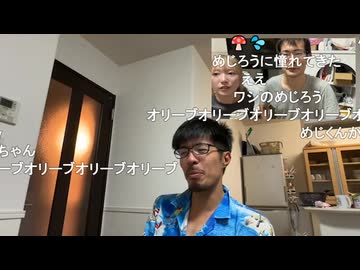 めじろうに憧れてきた
ええ
ワシのめじろう
オリーブオリーブオリーブオリーブオ
めじくんか
ちゃん
ーブオリーブオリーブオリーブ